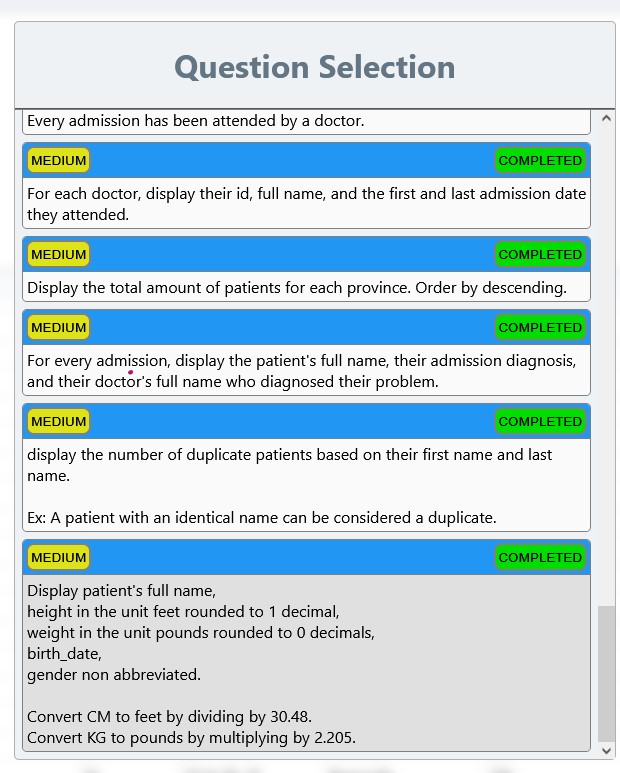 Question Selection
Every admission has been attended by a doctor.
MEDIUM COMPLETED
For each doctor, display their id, full name, and the first and last admission date
they attended.
MEDIUM COMPLETED
Display the total amount of patients for each province. Order by descending.
MEDIUM COMPLETED
For every admission, display the patient's full name, their admission diagnosis,
and their doctor's full name who diagnosed their problem.
MEDIUM COMPLETED
display the number of duplicate patients based on their first name and last
name.
Ex: A patient with an identical name can be considered a duplicate.
MEDIUM COMPLETED
Display patient's full name,
height in the unit feet rounded to 1 decimal,
weight in the unit pounds rounded to 0 decimals,
birth_date,
gender non abbreviated.
Convert CM to feet by dividing by 30.48.
Convert KG to pounds by multiplying by 2.205.